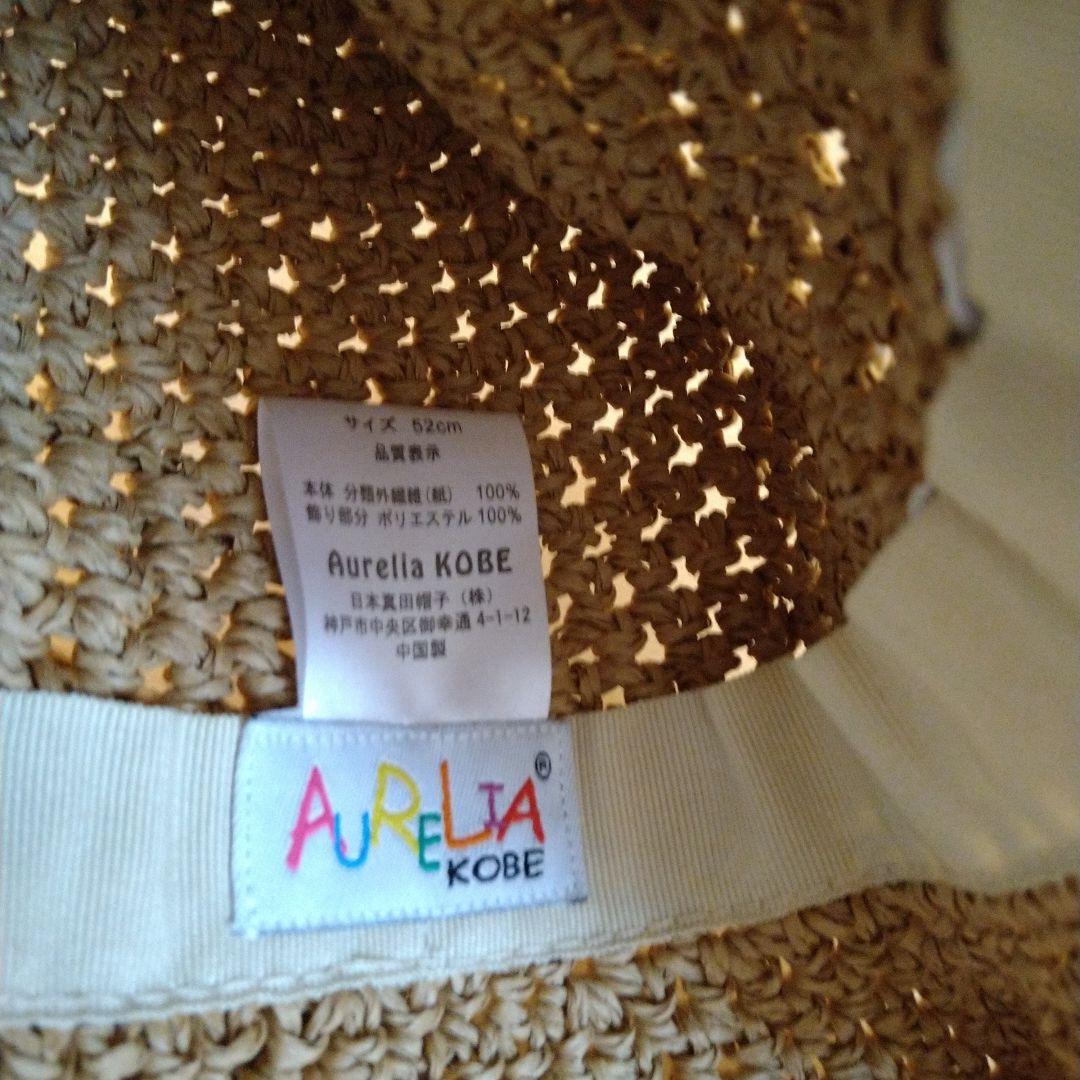 サイズ 52cm
品質表示
本体 分類外繊維(紙) 100%
飾り部分 ポリエステル 100%
Aurelia KOBE
日本真田帽子(株)
神戸市中央区御幸通 4-1-12
中国製
AURELIA®
KOBE